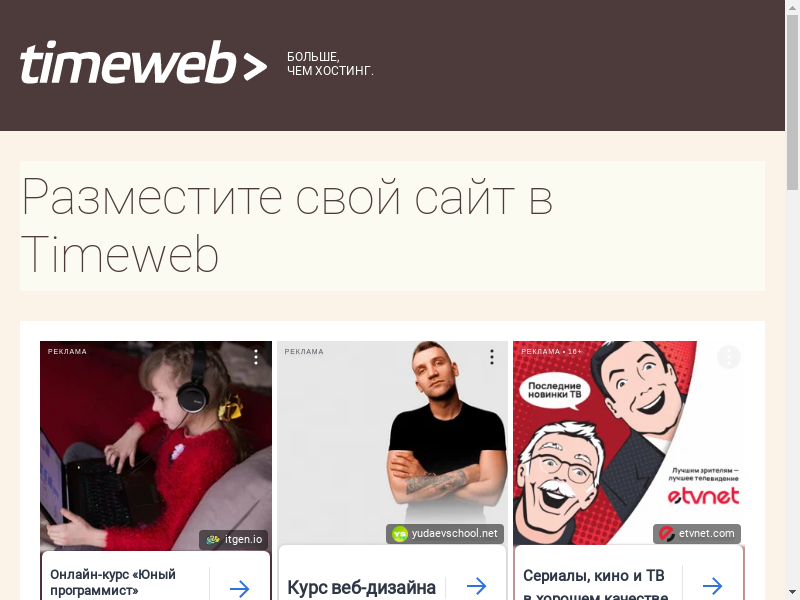 timeweb>
БОЛЬШЕ,
ЧЕМ ХОСТИНГ.
Разместите свой сайт в
Timeweb
РЕКЛАМА
itgen.io
Онлайн-курс «Юный
программист»
РЕКЛАМА
yudaevschool.net
Курс веб-дизайна
РЕКЛАМА • 16+
Последние
новинки ТВ
Лучшим зрителям –
лучшее телевидение
etvnet
etvnet.com
Сериалы, кино и ТВ
в хорошем качестве